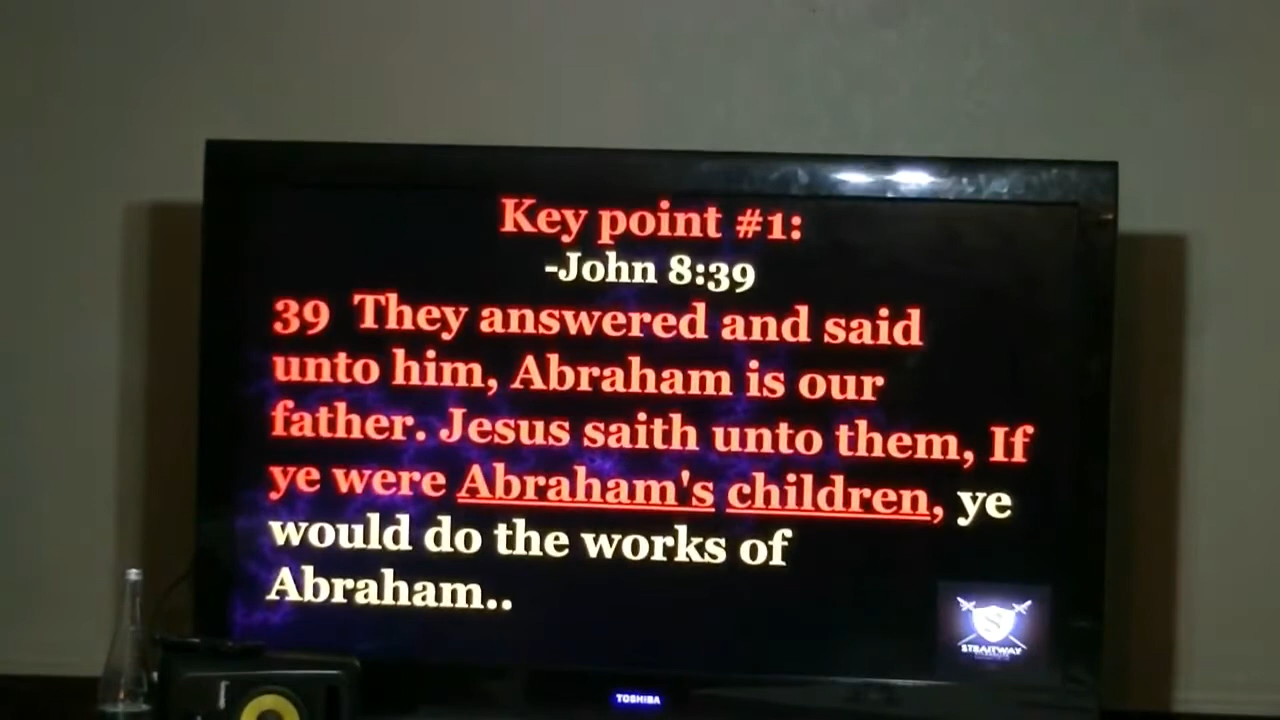 Key point #1:
-John 8:39
39 They answered and said
unto him, Abraham is our
father. Jesus saith unto them, If
ye were Abraham's children, ye
would do the works of
Abraham..
S
STRAITWAY
TOSHIBA